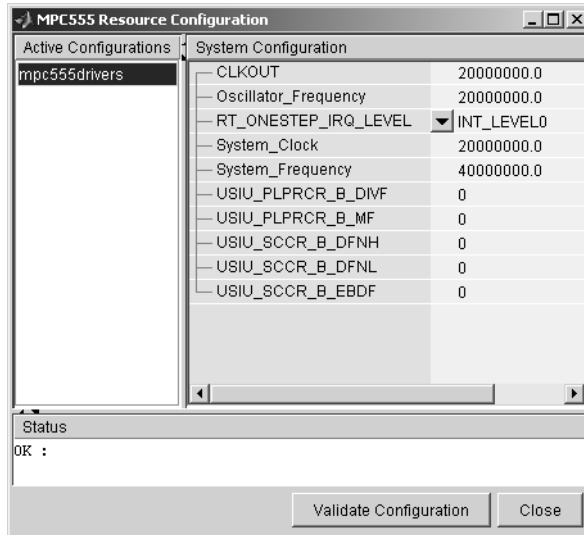 MPC555 Resource Configuration
Active Configurations
System Configuration
mpc555drivers
CLKOUT 20000000.0
Oscillator_Frequency 20000000.0
RT_ONESTEP_IRQ_LEVEL INT_LEVEL0
System_Clock 20000000.0
System_Frequency 40000000.0
USIU_PLPRCR_B_DIVF 0
USIU_PLPRCR_B_MF 0
USIU_SCCR_B_DFNH 0
USIU_SCCR_B_DFNL 0
USIU_SCCR_B_EBDF 0
Status
OK :
Validate Configuration Close